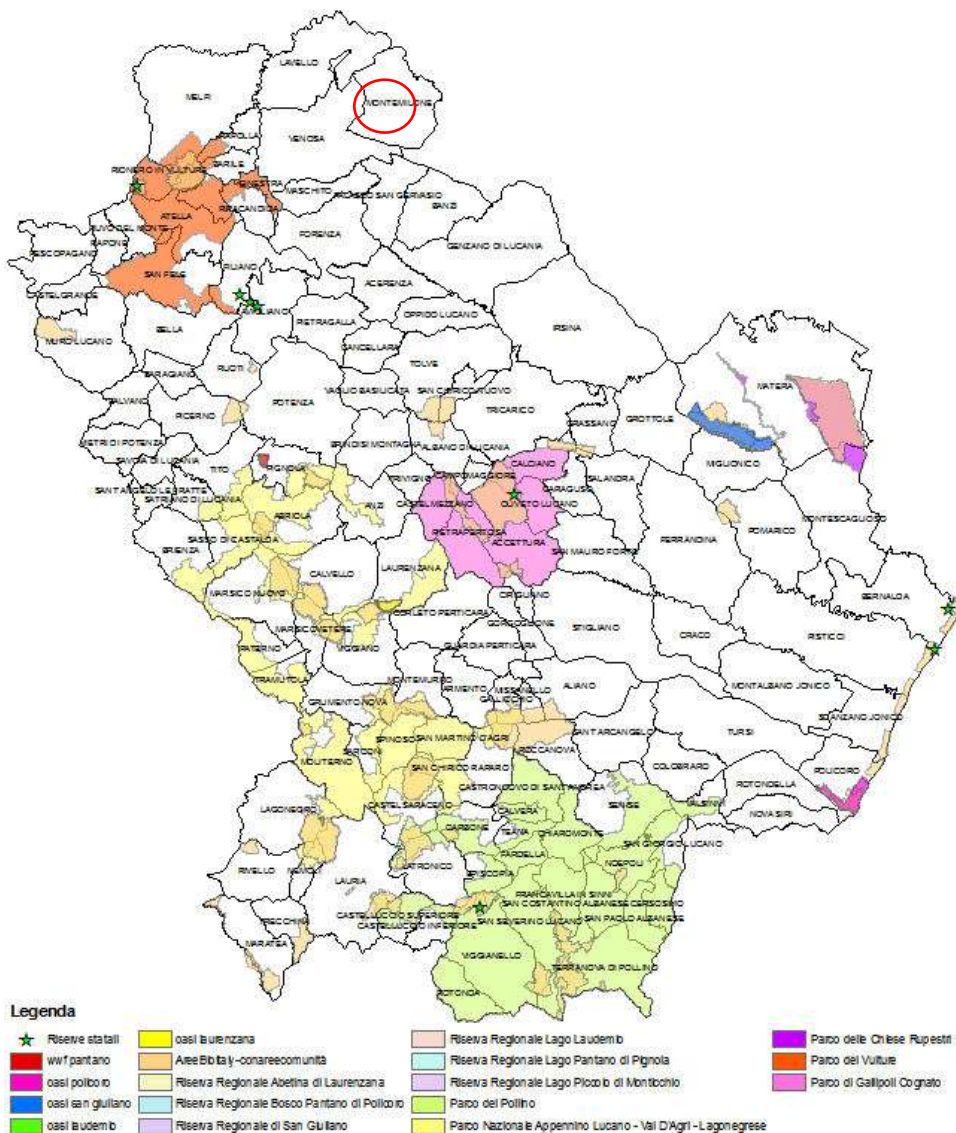 LAVELLO
MELFI
MONTEMILONE
VENOSA
RAPOLLA
BARILE
RIONERO IN VULTURE
GINESTRA
MASCHITO
PALAZZO SAN GERVASIO
RIPACANDIDA
BANZI
ATELLA
FORENZA
RUVO DEL MONTE
GENZANO DI LUCANIA
RAPONE
PESCOPAGANO
FILIANO
SAN FELE
ACERENZA
CASTELGRANDE
AVIGLIANO
OPPIDO LUCANO
PIETRAGALLA
BELLA
IRSINA
MURO LUCANO
CANCELLARA
BARAGIANO
RUOTI
TOLVE
MATERA
VAGLIO BASILICATA
SAN CHIRICO NUOVO
BALVANO
POTENZA
PICERNO
TRICARICO
GRASSANO
GROTTOLE
VIETRI DI POTENZA
BRINDISI MONTAGNA
ALBANO DI LUCANIA
SAVOIA DI LUCANIA
CALCIANO
MIGLIONICO
TITO
PIGNOLA
TRIVIGNO
CAMPOMAGGIORE
SALANDRA
SANT'ANGELO LE FRATTE
GARAGUSO
SATRIANO DI LUCANIA
CASTELMEZZANO
OLIVETO LUCANO
ANZI
ABRIOLA
POMARICO
MONTESCAGLIOSO
PIETRAPERTOSA
SASSO DI CASTALDA
ACCETTURA
FERRANDINA
BRIENZA
SAN MAURO FORTE
LAURENZANA
CALVELLO
MARSICO NUOVO
CIRIGLIANO
BERNALDA
CORLETO PERTICARA
GORGOGLIONE
STIGLIANO
MARSICOVETERE
CRACO
PISTICCI
PATERNO
VIGGIANO
GUARDIA PERTICARA
TRAMUTOLA
MONTEMURRO
ARMENTO
MISSANELLO
ALIANO
MONTALBANO JONICO
GALLICCHIO
GRUMENTO NOVA
SCANZANO JONICO
SPINOSO
SAN MARTINO D'AGRI
SANT'ARCANGELO
TURSI
SARCONI
ROCCANOVA
MOLITERNO
SAN CHIRICO RAPARO
COLOBRARO
POLICORO
CASTRONUOVO DI SANT'ANDREA
ROTONDELLA
LAGONEGRO
CASTELSARACENO
SENISE
VALSINNI
CALVERA
NOVA SIRI
CARBONE
TEANA
CHIAROMONTE
SAN GIORGIO LUCANO
FARDELLA
LATRONICO
NOEPOLI
RIVELLO
NEMOLI
EPISCOPIA
LAURIA
FRANCAVILLA IN SINNI
SAN COSTANTINO ALBANESE
CERSOSIMO
CASTELLUCCIO SUPERIORE
SAN SEVERINO LUCANO
SAN PAOLO ALBANESE
TRECCHINA
CASTELLUCCIO INFERIORE
MARATEA
VIGGIANELLO
TERRANOVA DI POLLINO
ROTONDA
Legenda
Riserve statali
wwf pantano
oasi policoro
oasi san giuliano
oasi laudemio
oasi laurenzana
AreeBioitaly-conareecomunità
Riserva Regionale Abetina di Laurenzana
Riserva Regionale Bosco Pantano di Policoro
Riserva Regionale di San Giuliano
Riserva Regionale Lago Laudemio
Riserva Regionale Lago Pantano di Pignola
Riserva Regionale Lago Piccolo di Monticchio
Parco del Pollino
Parco Nazionale Appennino Lucano - Val D'Agri - Lagonegrese
Parco delle Chiese Rupestri
Parco del Vulture
Parco di Gallipoli Cognato